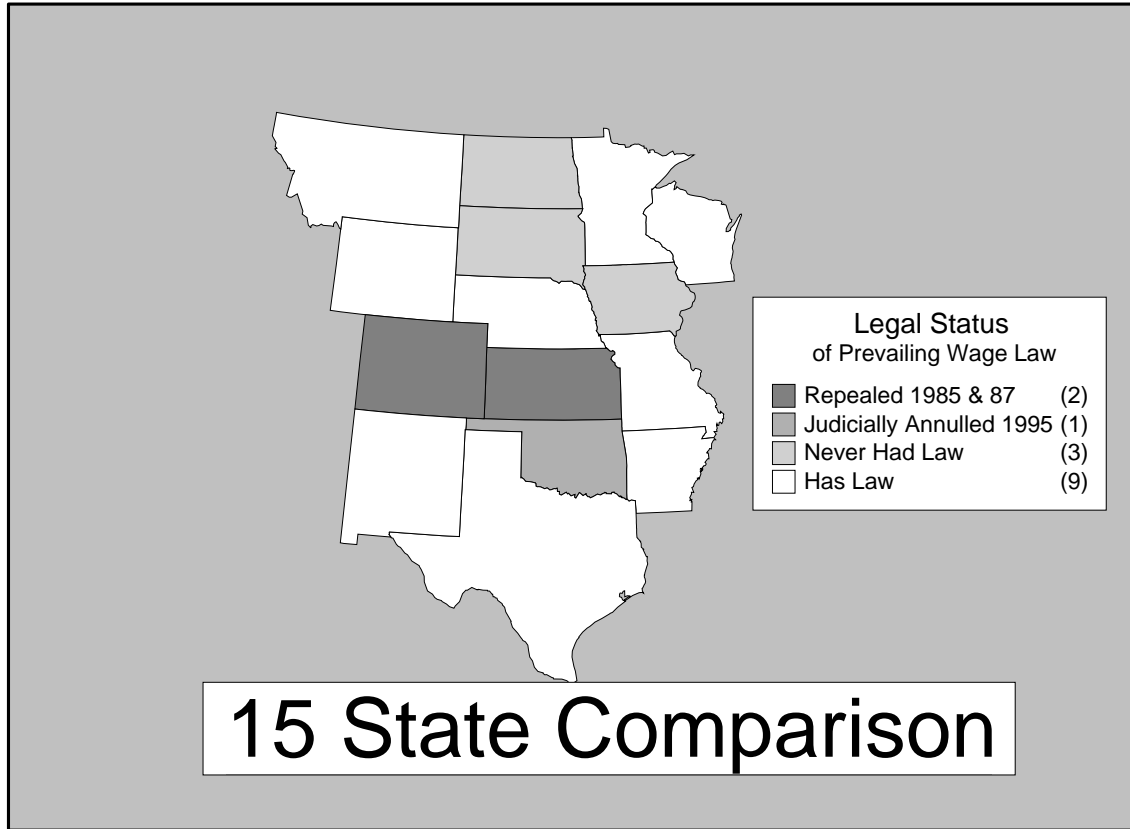 Legal Status
of Prevailing Wage Law
Repealed 1985 & 87 (2)
Judicially Annulled 1995 (1)
Never Had Law (3)
Has Law (9)
15 State Comparison